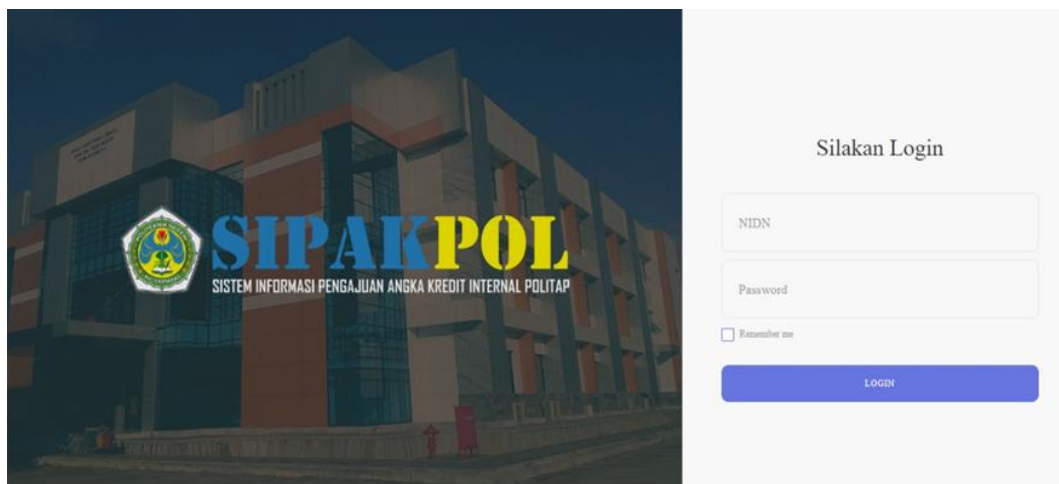 SIPAKPOL
SISTEM INFORMASI PENGAJUAN ANGKA KREDIT INTERNAL POLITAP
Silakan Login
NIDN
Password
Remember me
LOGIN